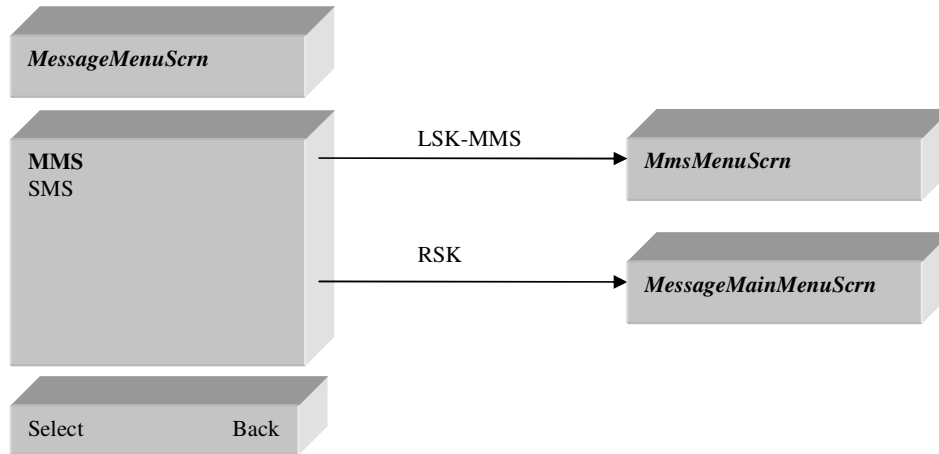 MessageMenuScrn
MMS
SMS
LSK-MMS
MmsMenuScrn
RSK
MessageMainMenuScrn
Select Back